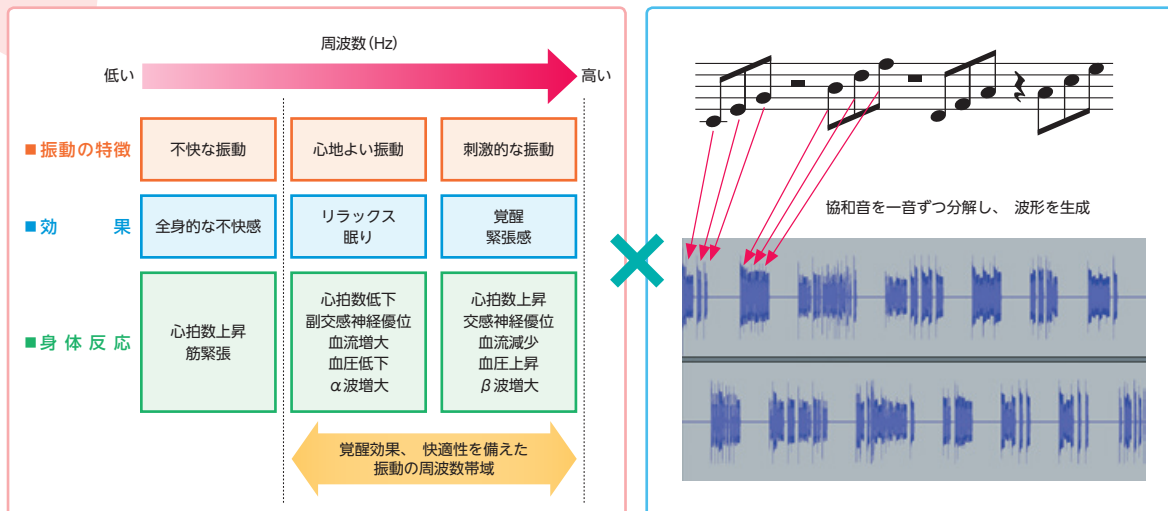 周波数(Hz)
低い
高い
■振動の特徴
不快な振動
心地よい振動
刺激的な振動
■効果
全身的な不快感
リラックス
眠り
覚醒
緊張感
■身体反応
心拍数上昇
筋緊張
心拍数低下
副交感神経優位
血流増大
血圧低下
α波増大
心拍数上昇
交感神経優位
血流減少
血圧上昇
β波増大
覚醒効果、快適性を備えた
振動の周波数帯域
協和音を一音ずつ分解し、波形を生成